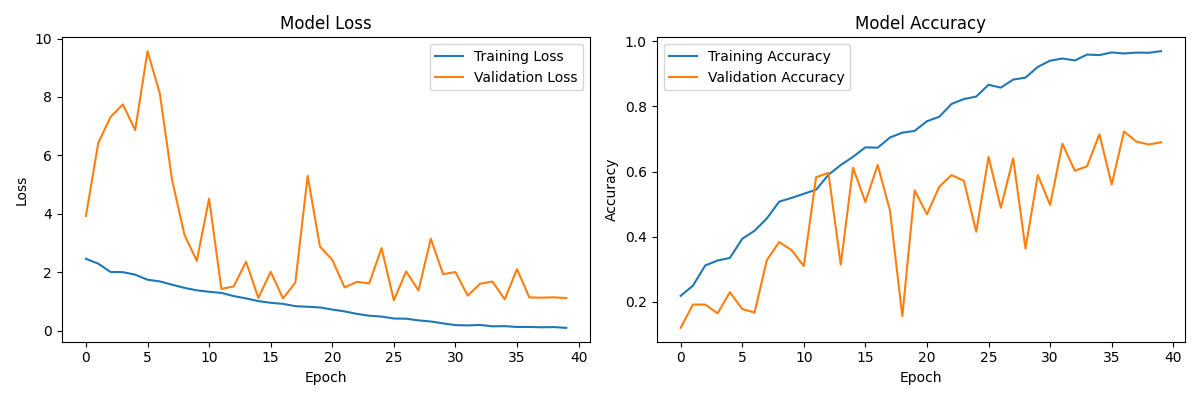 Model Loss
10
8
6
4
2
0
Loss
Training Loss
Validation Loss
0 5 10 15 20 25 30 35 40
Epoch
Model Accuracy
1.0
0.8
0.6
0.4
0.2
Accuracy
Training Accuracy
Validation Accuracy
0 5 10 15 20 25 30 35 40
Epoch